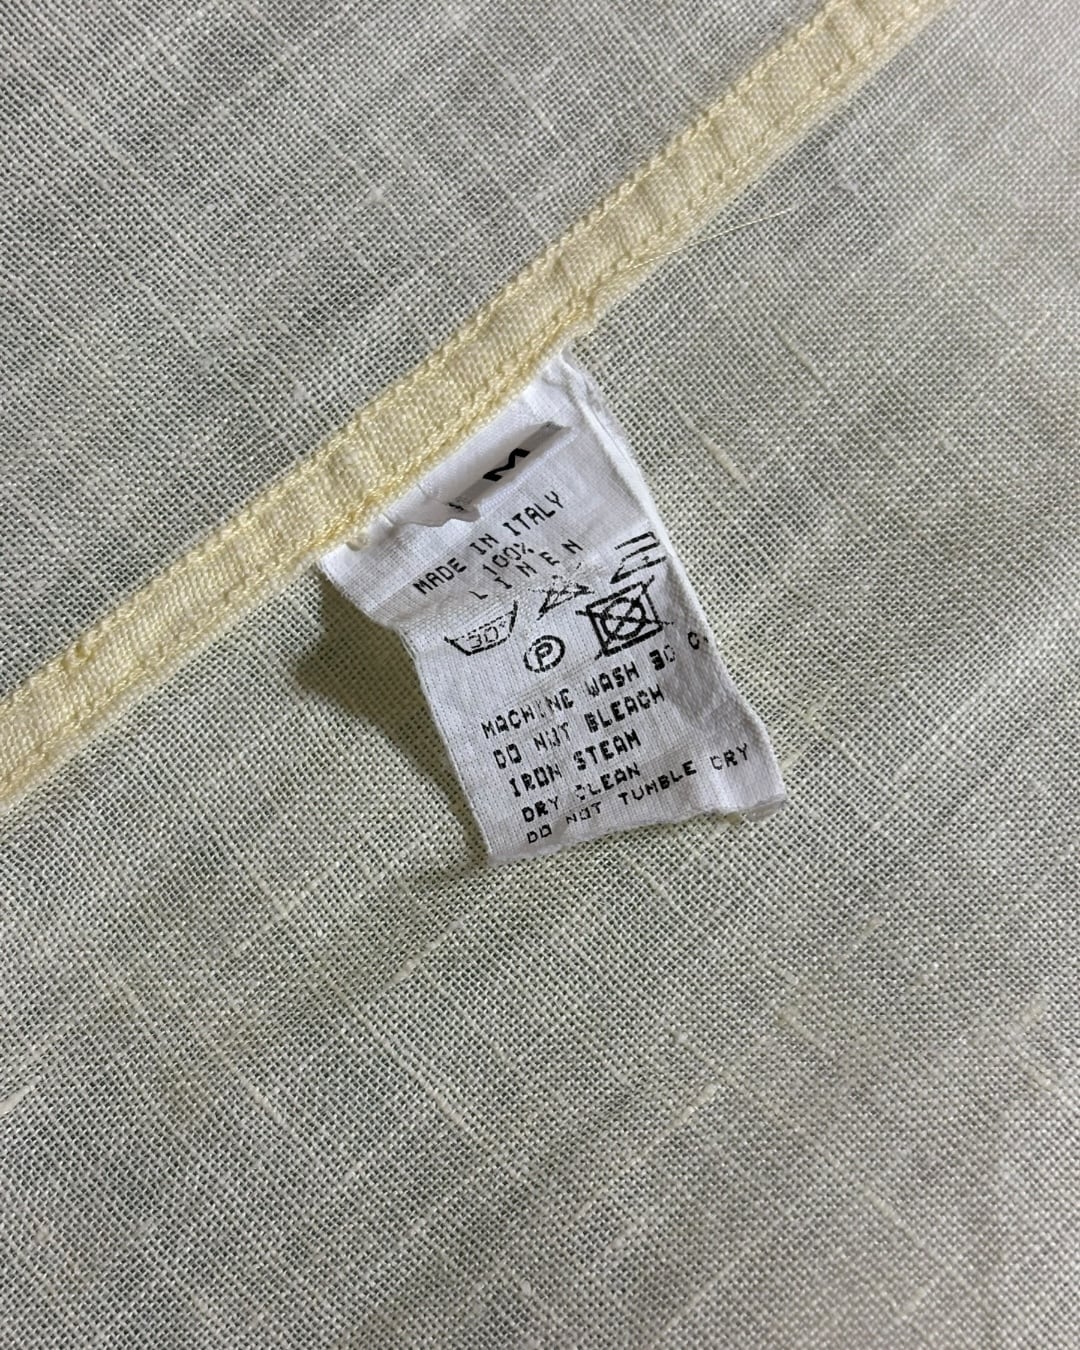 M
MADE IN ITALY
100%
LINEN
30°
P
MACHINE WASH 30 C.
DO NOT BLEACH
IRON STEAM
DRY CLEAN
DO NOT TUMBLE DRY